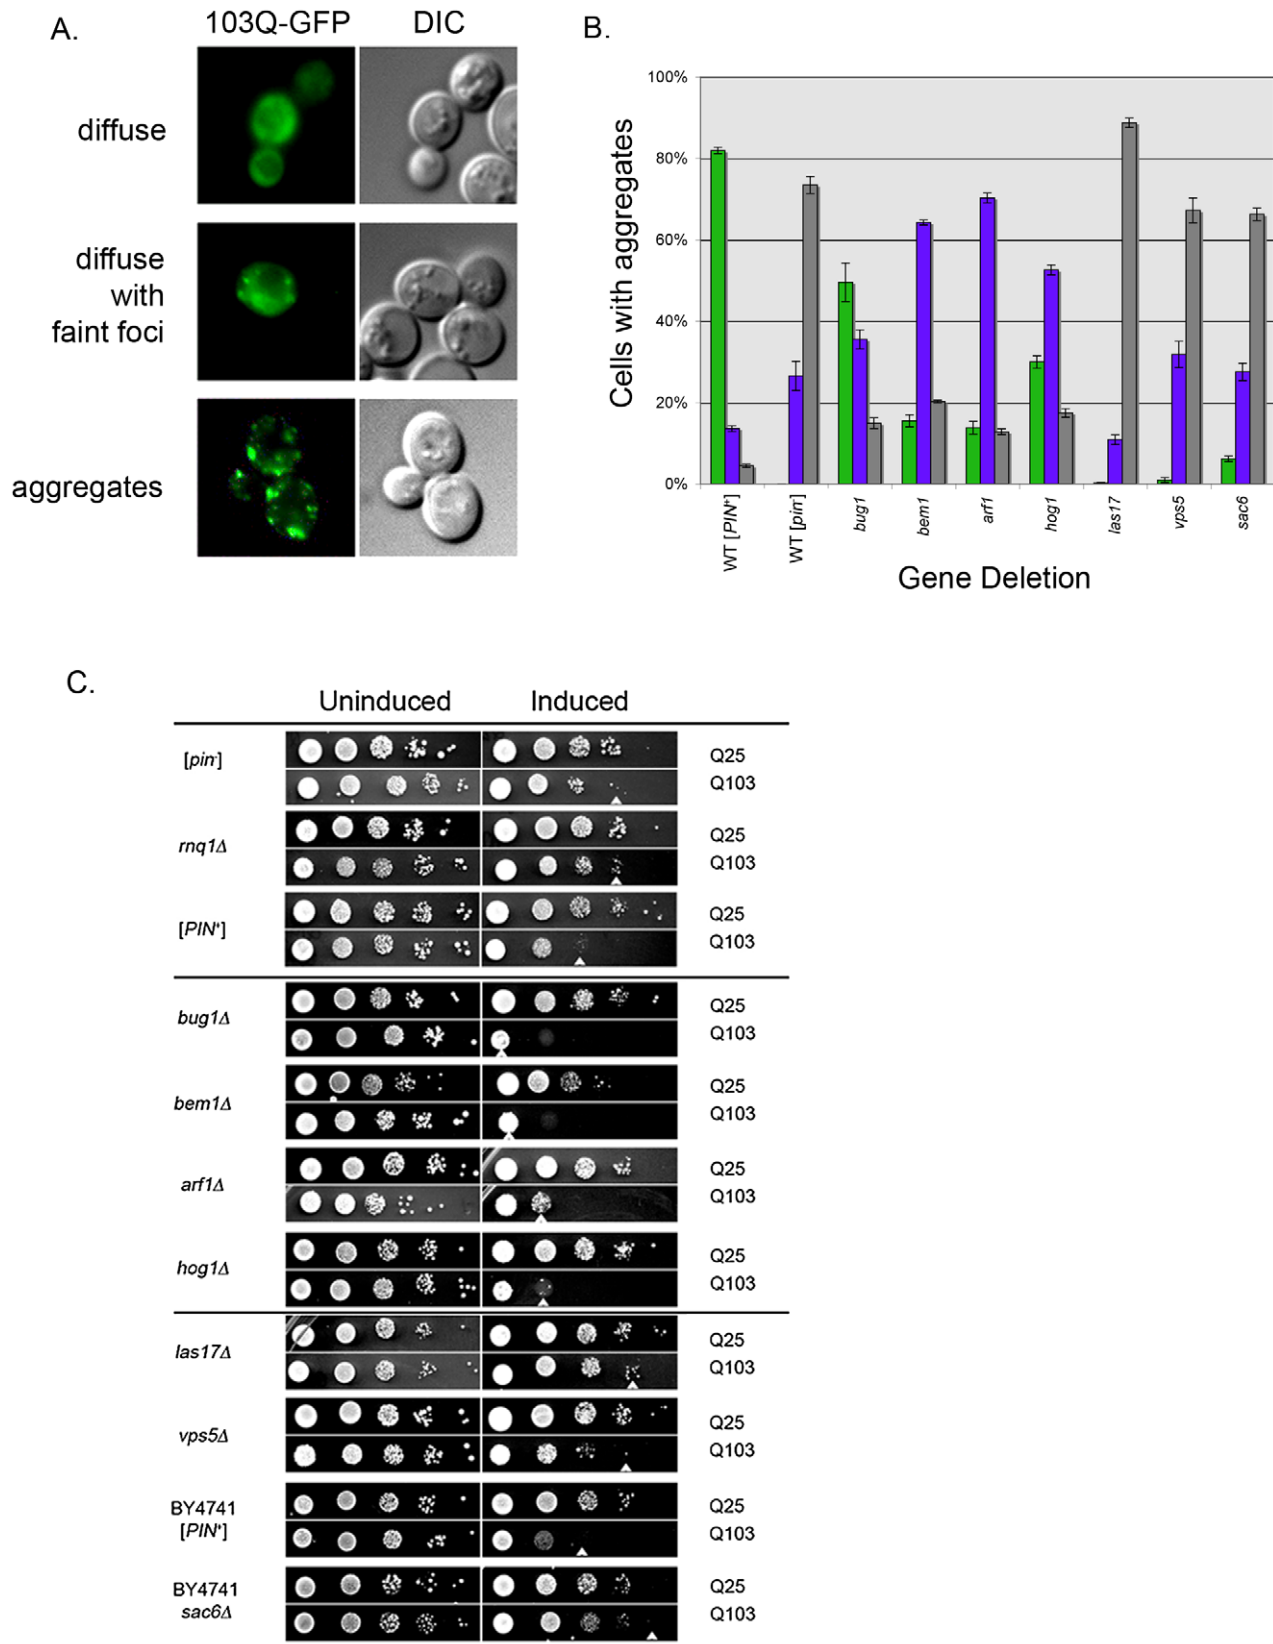 A.
103Q-GFP DIC
diffuse
diffuse
with
faint foci
aggregates
B.
Cells with aggregates
100%
80%
60%
40%
20%
0%
WT [PIN⁺]
WT [pin⁻]
bug1
bem1
arf1
hog1
las17
vps5
sac6
Gene Deletion
C.
Uninduced Induced
[pin⁻]
Q25
Q103
rnq1Δ
Q25
Q103
[PIN⁺]
Q25
Q103
bug1Δ
Q25
Q103
bem1Δ
Q25
Q103
arf1Δ
Q25
Q103
hog1Δ
Q25
Q103
las17Δ
Q25
Q103
vps5Δ
Q25
Q103
BY4741
[PIN⁺]
Q25
Q103
BY4741
sac6Δ
Q25
Q103